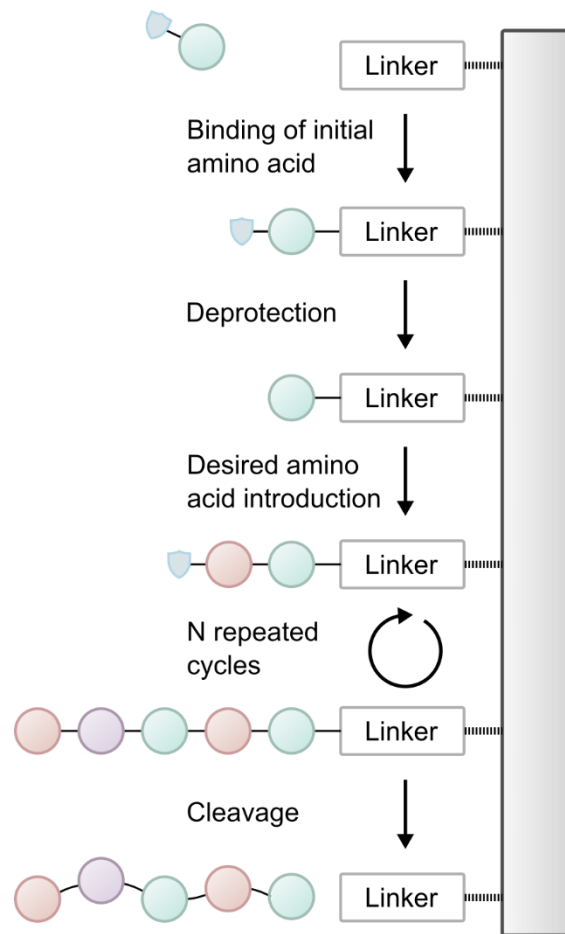 Linker
Binding of initial
amino acid
Linker
Deprotection
Linker
Desired amino
acid introduction
Linker
N repeated
cycles
Linker
Cleavage
Linker